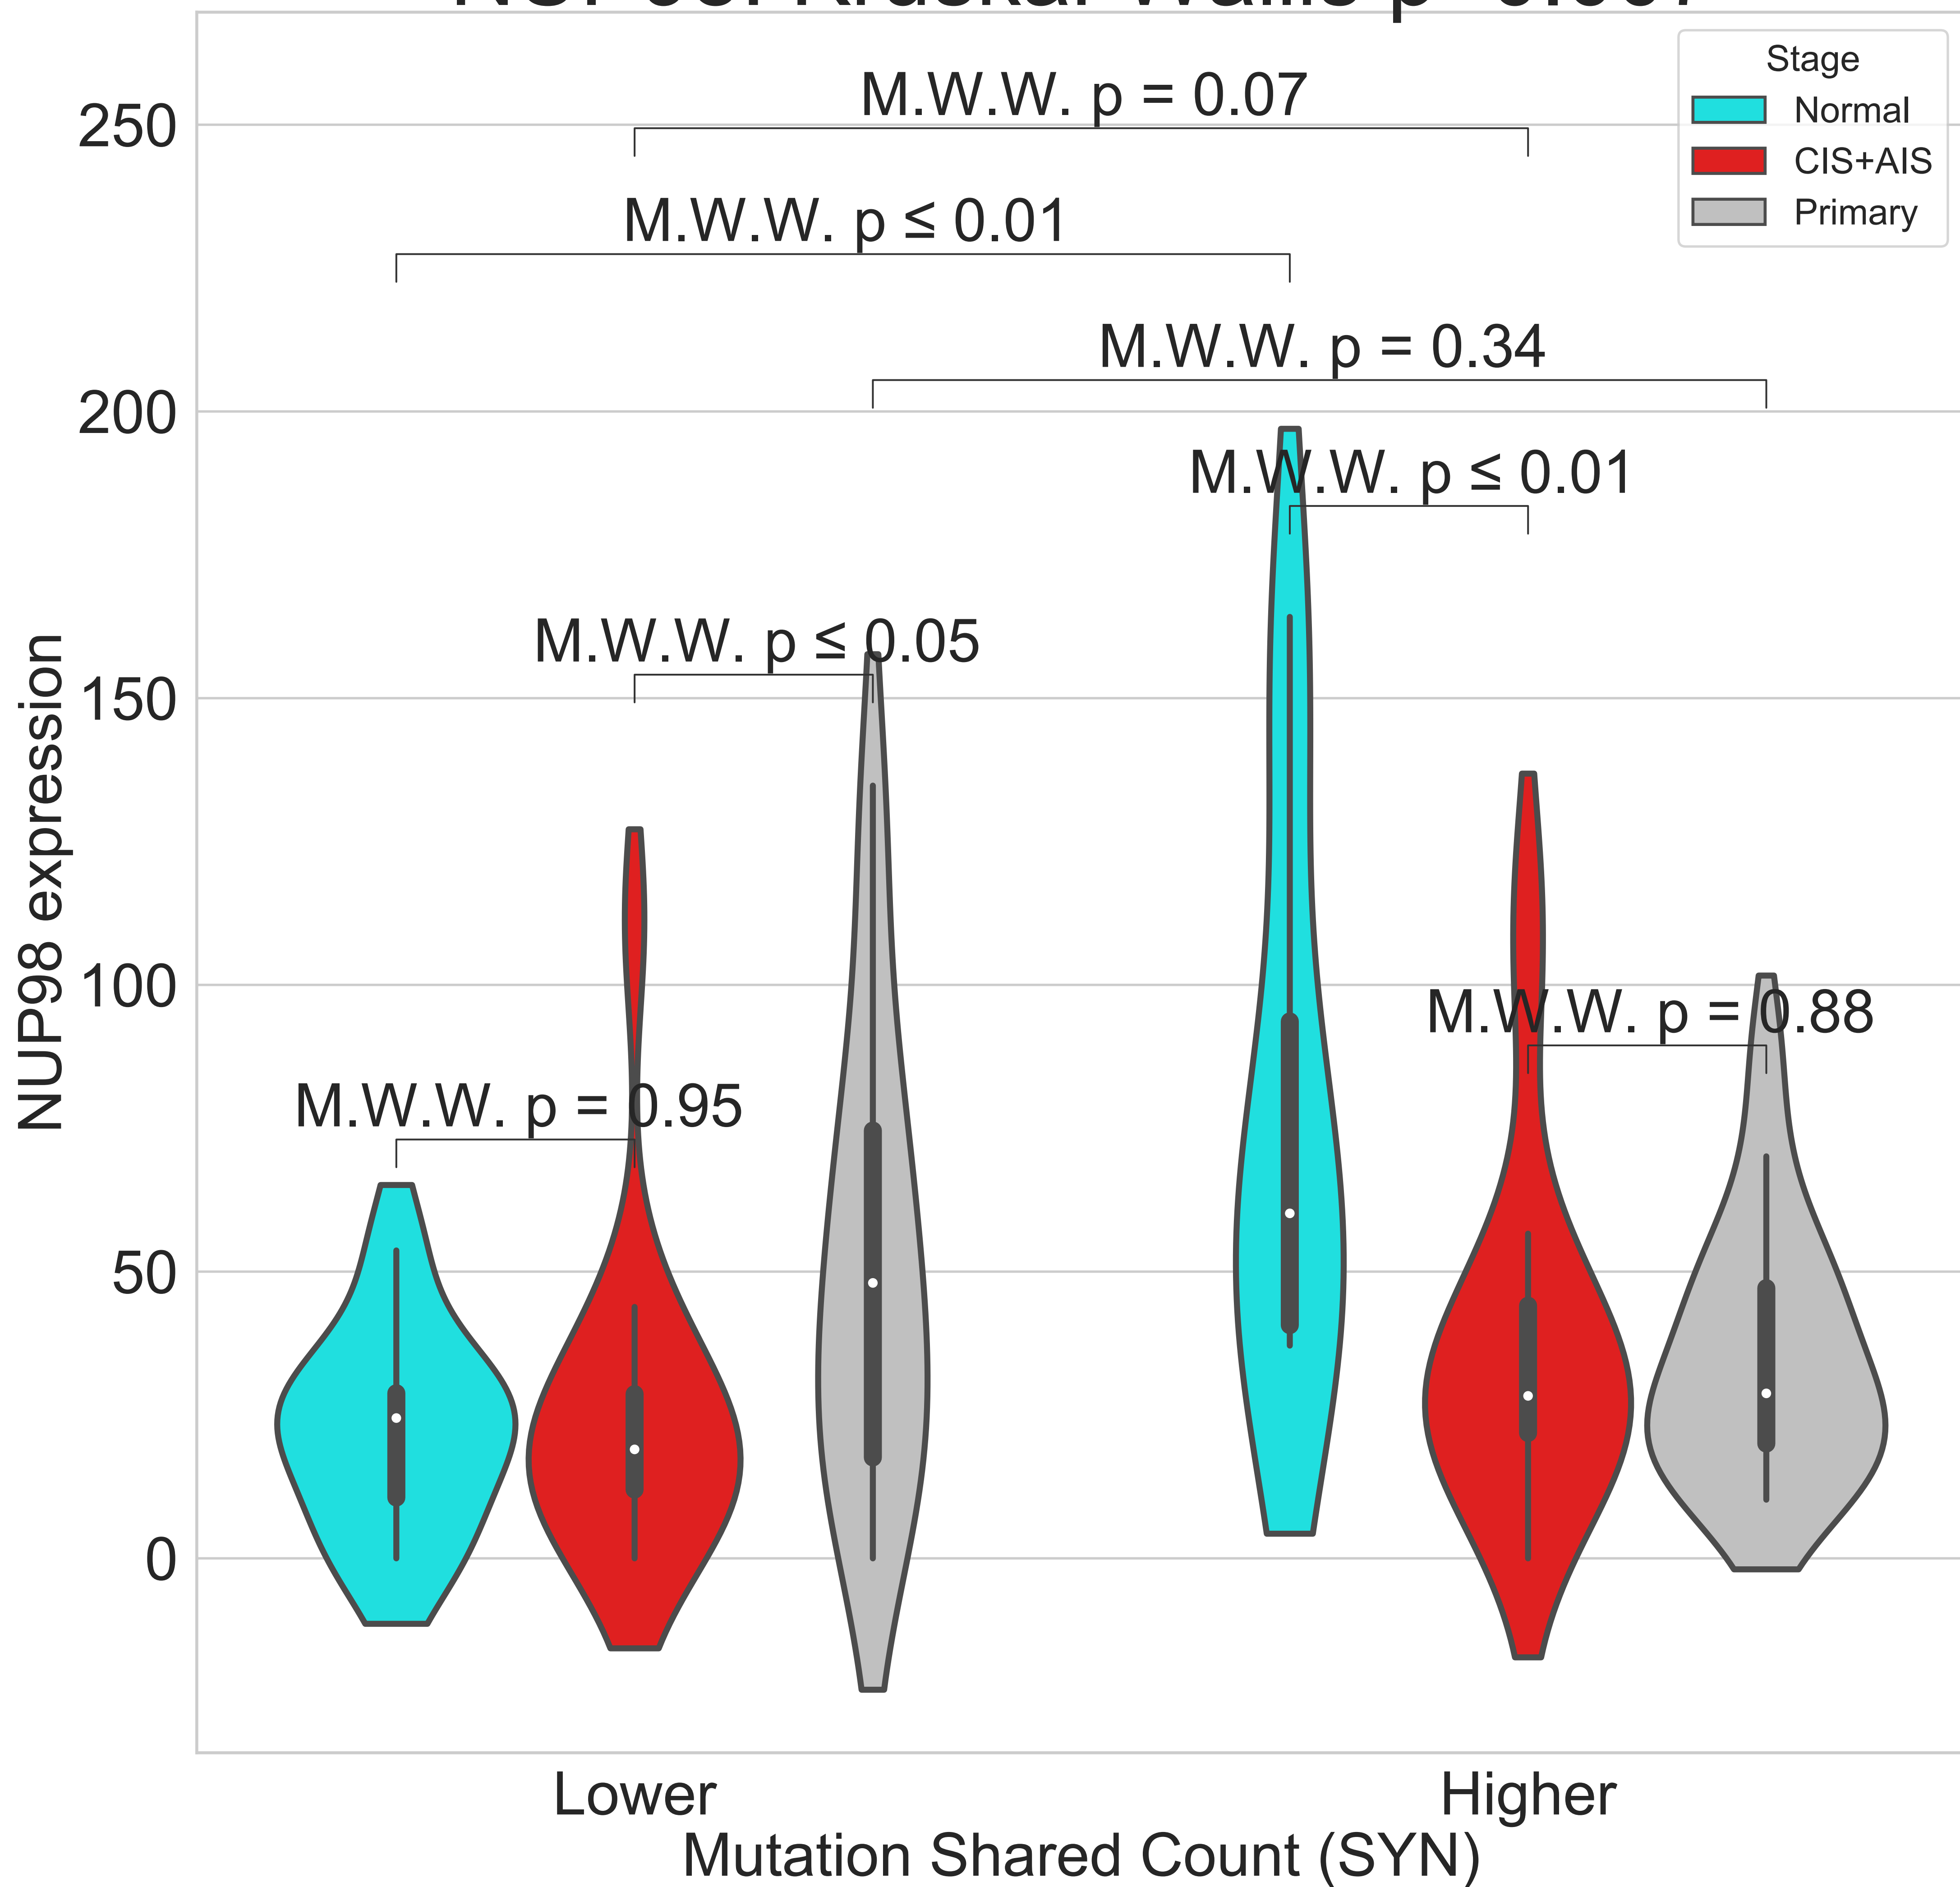 Stage
Normal
CIS+AIS
Primary
M.W.W. p = 0.07
M.W.W. p ≤ 0.01
M.W.W. p = 0.34
M.W.W. p ≤ 0.01
M.W.W. p ≤ 0.05
M.W.W. p = 0.88
M.W.W. p = 0.95
250
200
150
100
50
0
NUP98 expression
Lower
Higher
Mutation Shared Count (SYN)